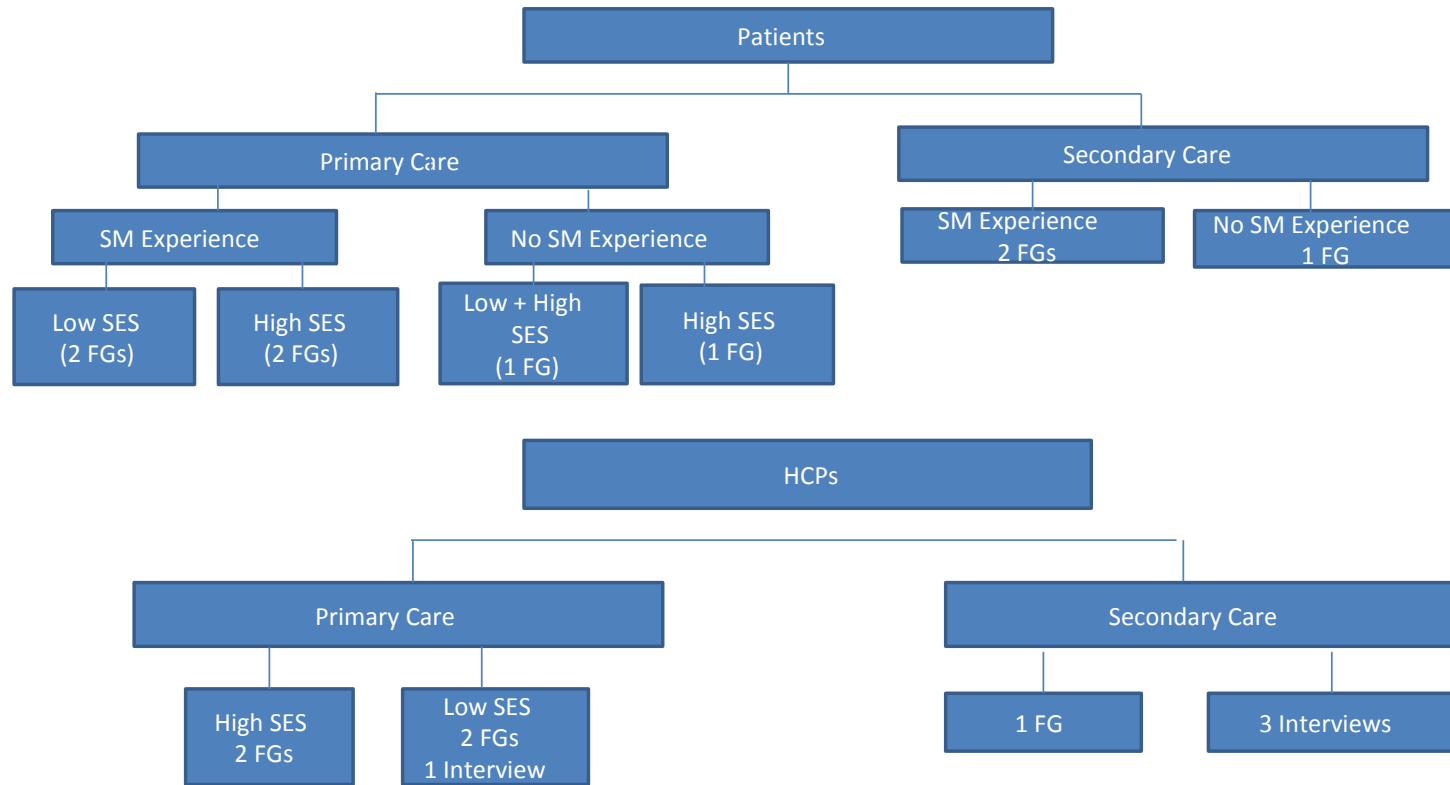 Patients
Primary Care
Secondary Care
SM Experience
No SM Experience
SM Experience
2 FGs
No SM Experience
1 FG
Low SES
(2 FGs)
High SES
(2 FGs)
Low + High
SES
(1 FG)
High SES
(1 FG)
HCPs
Primary Care
Secondary Care
High SES
2 FGs
Low SES
2 FGs
1 Interview
1 FG
3 Interviews